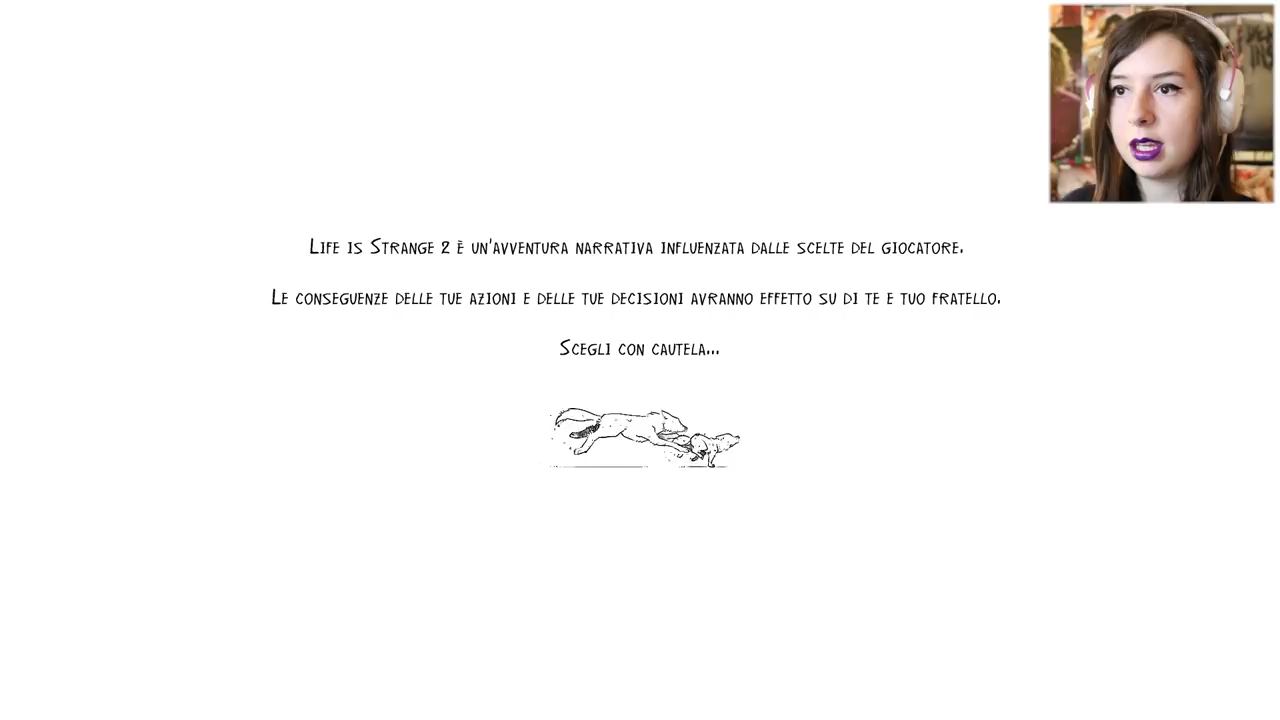 Life is Strange 2 è un'avventura narrativa influenzata dalle scelte del giocatore.
Le conseguenze delle tue azioni e delle tue decisioni avranno effetto su di te e tuo fratello.
Scegli con cautela...